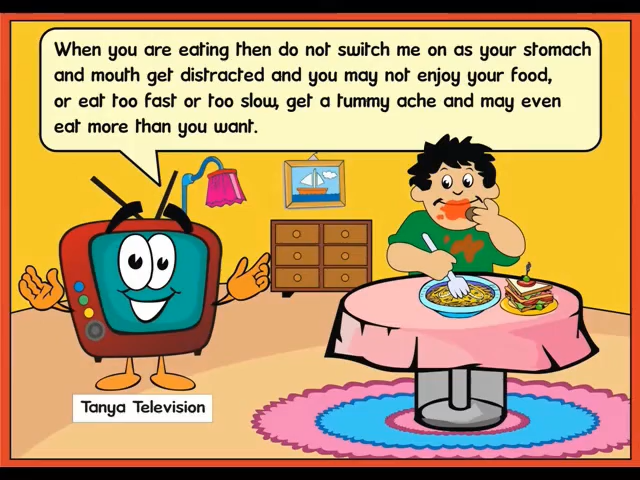 When you are eating then do not switch me on as your stomach
and mouth get distracted and you may not enjoy your food,
or eat too fast or too slow, get a tummy ache and may even
eat more than you want.
Tanya Television